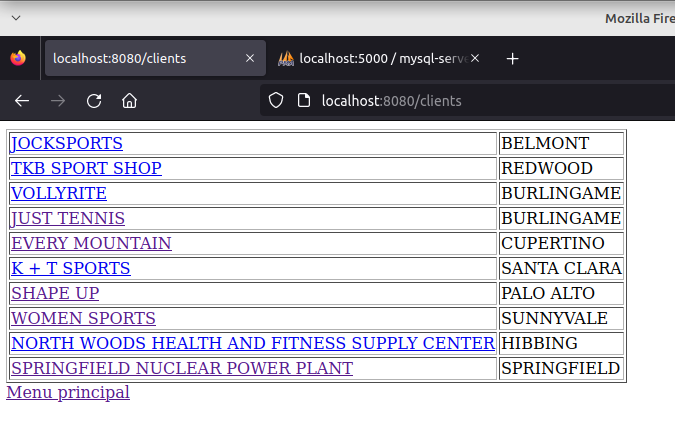 Mozilla Fire
localhost:8080/clients
localhost:5000 / mysql-serve
localhost:8080/clients
JOCKSPORTS BELMONT
TKB SPORT SHOP REDWOOD
VOLLYRITE BURLINGAME
JUST TENNIS BURLINGAME
EVERY MOUNTAIN CUPERTINO
K + T SPORTS SANTA CLARA
SHAPE UP PALO ALTO
WOMEN SPORTS SUNNYVALE
NORTH WOODS HEALTH AND FITNESS SUPPLY CENTER HIBBING
SPRINGFIELD NUCLEAR POWER PLANT SPRINGFIELD
Menu principal